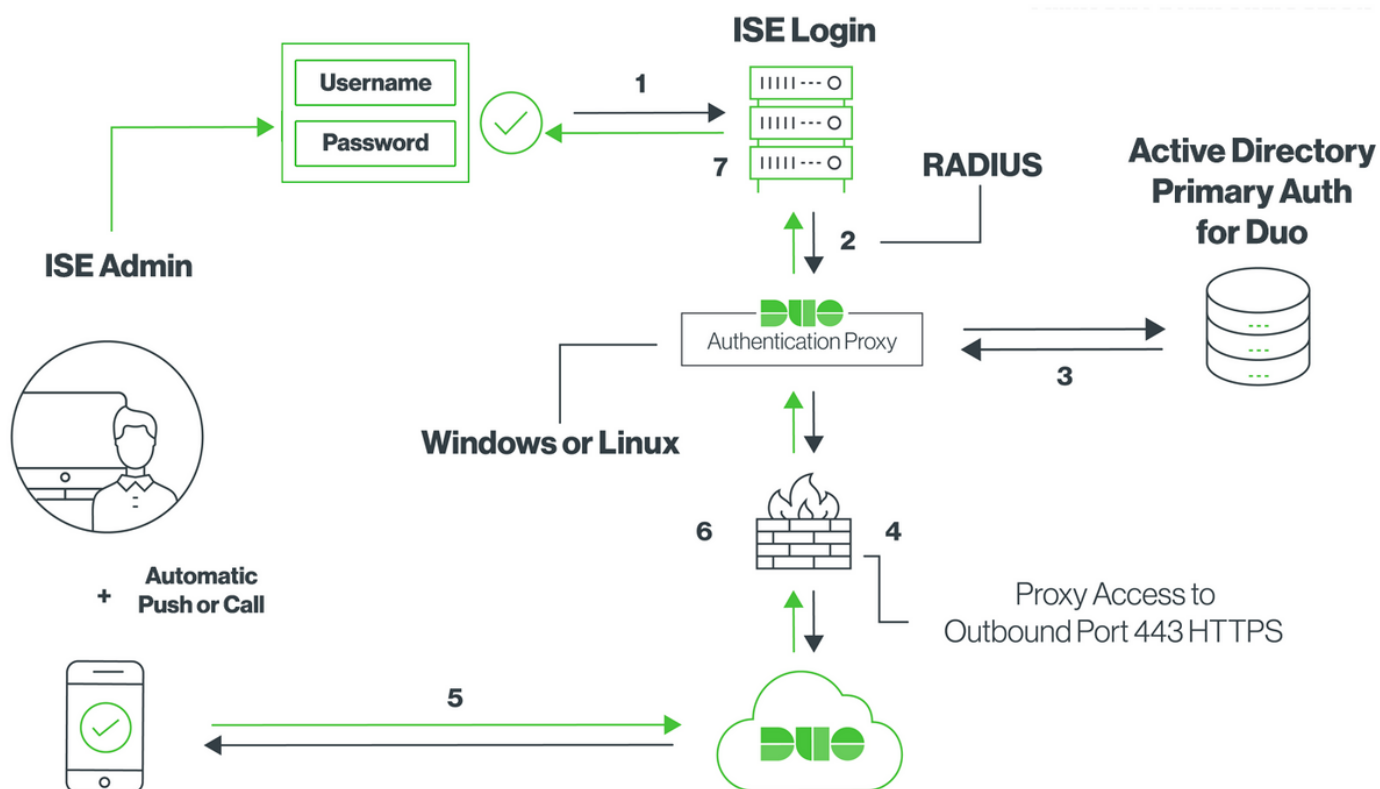 ISE Login
Username
Password
1
7
RADIUS
Active Directory
Primary Auth
for Duo
2
ISE Admin
DUO
Authentication Proxy
3
Windows or Linux
6
4
Automatic
+ Push or Call
Proxy Access to
Outbound Port 443 HTTPS
5
DUO